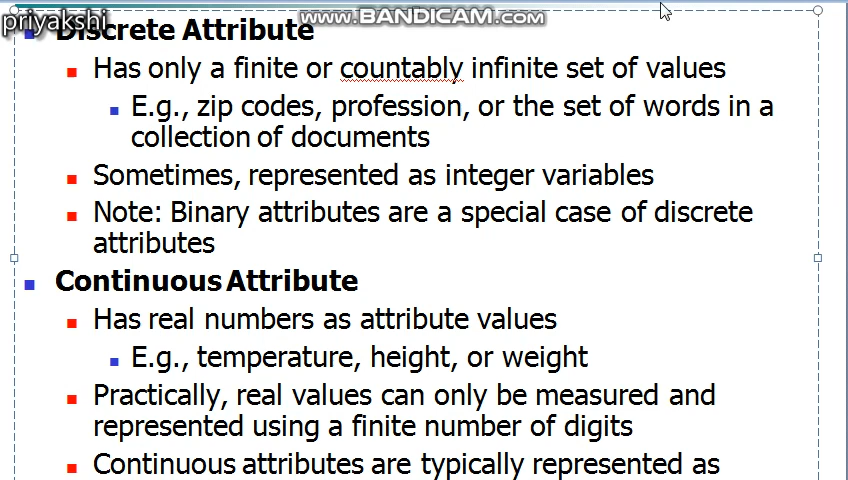 www.BANDICAM.com
priyakshi
Discrete Attribute
Has only a finite or countably infinite set of values
E.g., zip codes, profession, or the set of words in a
collection of documents
Sometimes, represented as integer variables
Note: Binary attributes are a special case of discrete
attributes
Continuous Attribute
Has real numbers as attribute values
E.g., temperature, height, or weight
Practically, real values can only be measured and
represented using a finite number of digits
Continuous attributes are typically represented as